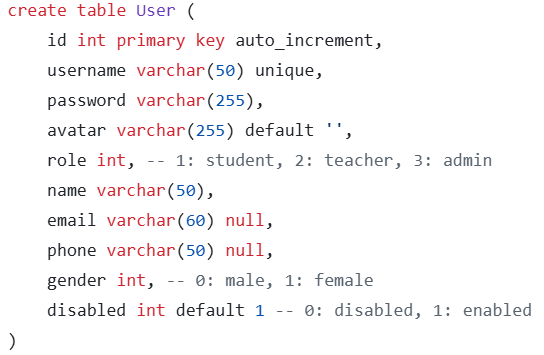 create table User (
    id int primary key auto_increment,
    username varchar(50) unique,
    password varchar(255),
    avatar varchar(255) default '',
    role int, -- 1: student, 2: teacher, 3: admin
    name varchar(50),
    email varchar(60) null,
    phone varchar(50) null,
    gender int, -- 0: male, 1: female
    disabled int default 1 -- 0: disabled, 1: enabled
)